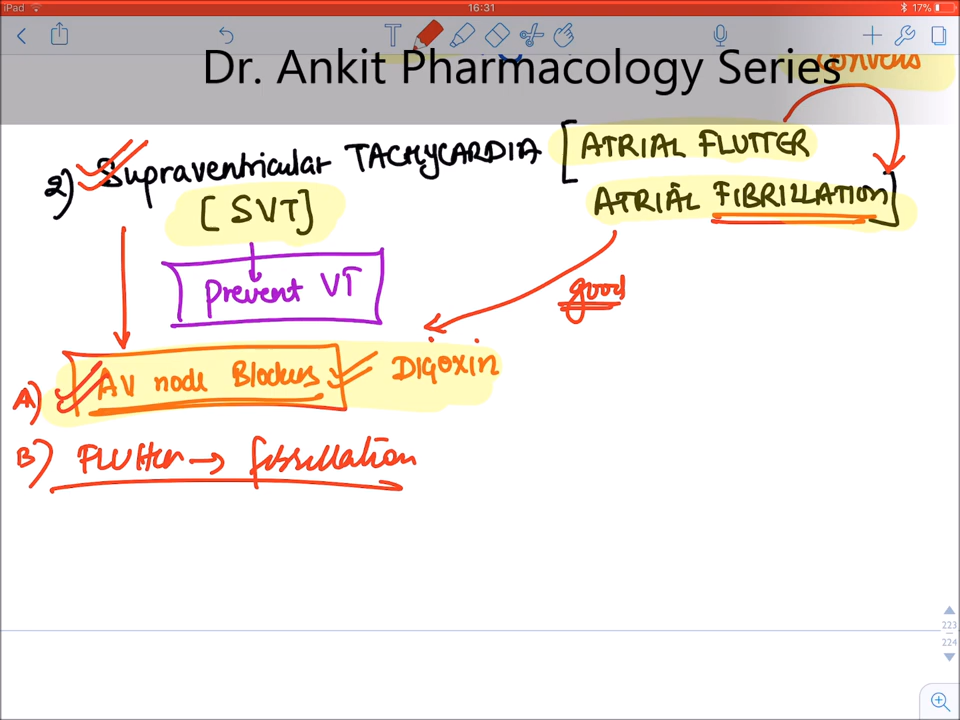 iPad 16:31 17%
converts
Dr. Ankit Pharmacology Series
2) Supraventricular TACHYCARDIA [ATRIAL FLUTTER
ATRIAL FIBRILLATION]
[SVT]
Prevent VT
good
A) AV node Blockers DIGOXIN
B) FLUTTER → fibrillation
223
224